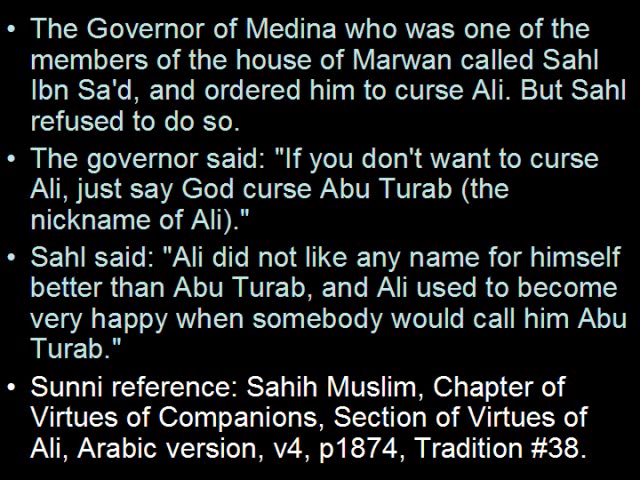 • The Governor of Medina who was one of the
members of the house of Marwan called Sahl
Ibn Sa'd, and ordered him to curse Ali. But Sahl
refused to do so.
• The governor said: "If you don't want to curse
Ali, just say God curse Abu Turab (the
nickname of Ali)."
• Sahl said: "Ali did not like any name for himself
better than Abu Turab, and Ali used to become
very happy when somebody would call him Abu
Turab."
• Sunni reference: Sahih Muslim, Chapter of
Virtues of Companions, Section of Virtues of
Ali, Arabic version, v4, p1874, Tradition #38.